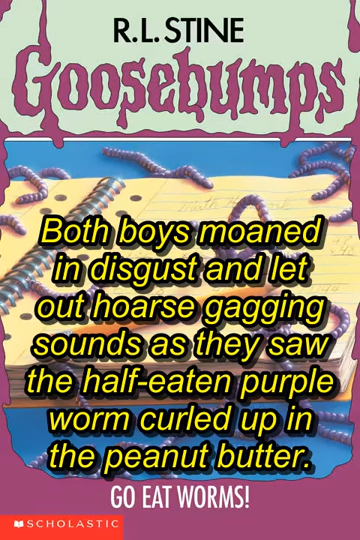 R.L. STINE
Goosebumps
Both boys moaned
in disgust and let
out hoarse gagging
sounds as they saw
the half-eaten purple
worm curled up in
the peanut butter.
GO EAT WORMS!
SCHOLASTIC